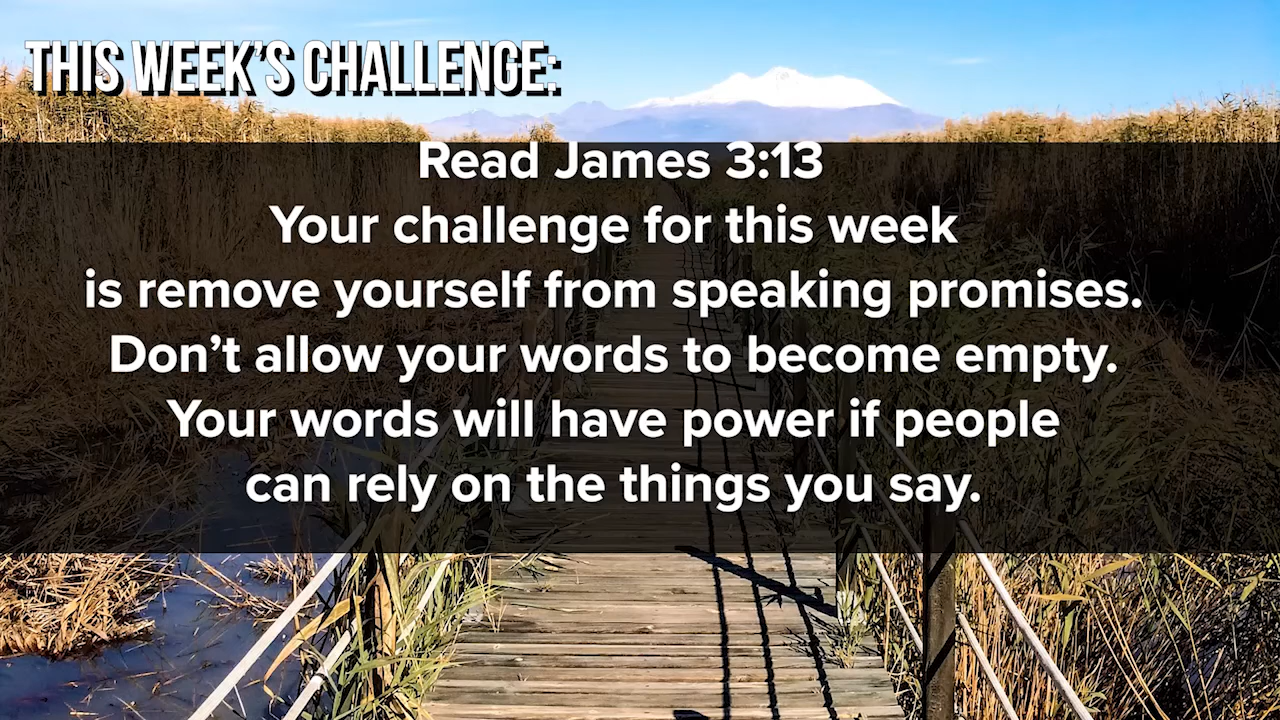 THIS WEEK'S CHALLENGE:
Read James 3:13
Your challenge for this week
is remove yourself from speaking promises.
Don’t allow your words to become empty.
Your words will have power if people
can rely on the things you say.